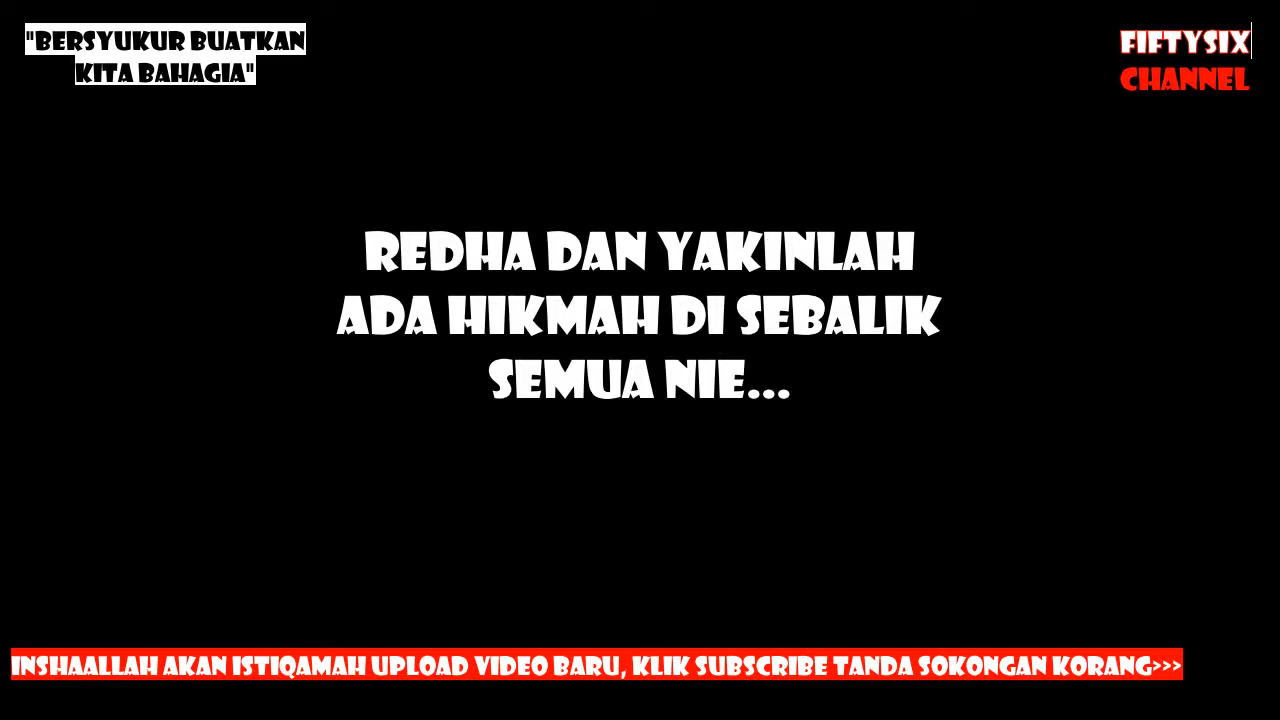 "BERSYUKUR BUATKAN
KITA BAHAGIA"
FIFTYSIX
CHANNEL
REDHA DAN YAKINLAH
ADA HIKMAH DI SEBALIK
SEMUA NIE...
INSHAALLAH AKAN ISTIQAMAH UPLOAD VIDEO BARU, KLIK SUBSCRIBE TANDA SOKONGAN KORANG>>>